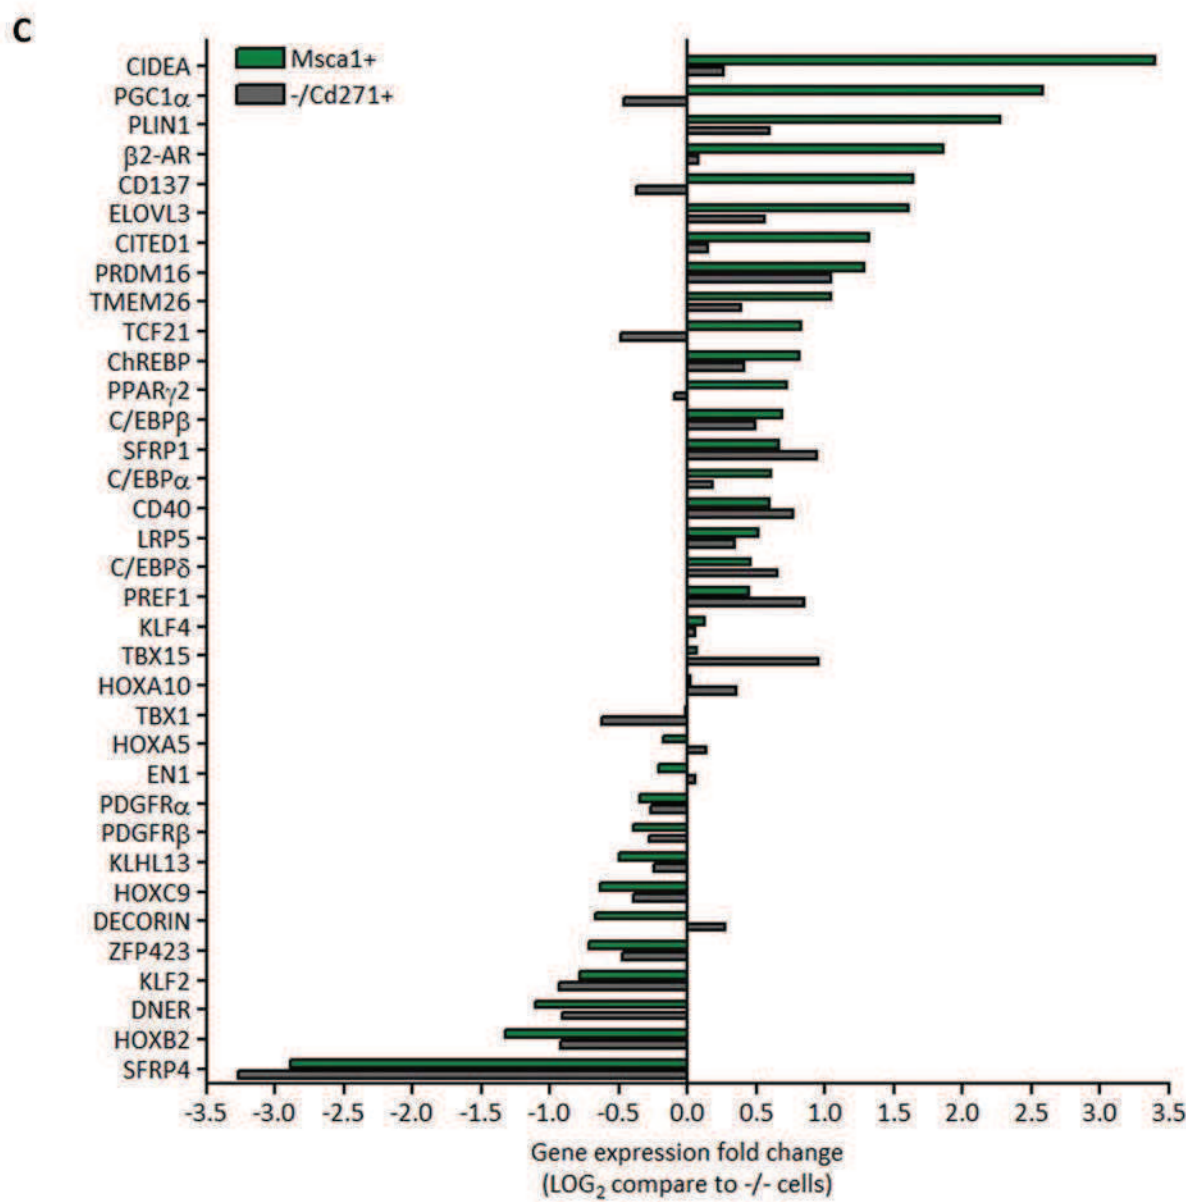 C
Msca1+
-/Cd271+
CIDEA
PGC1α
PLIN1
β2-AR
CD137
ELOVL3
CITED1
PRDM16
TMEM26
TCF21
ChREBP
PPARγ2
C/EBPβ
SFRP1
C/EBPα
CD40
LRP5
C/EBPδ
PREF1
KLF4
TBX15
HOXA10
TBX1
HOXA5
EN1
PDGFRα
PDGFRβ
KLHL13
HOXC9
DECORIN
ZFP423
KLF2
DNER
HOXB2
SFRP4
-3.5 -3.0 -2.5 -2.0 -1.5 -1.0 -0.5 0.0 0.5 1.0 1.5 2.0 2.5 3.0 3.5
Gene expression fold change
(LOG₂ compare to -/- cells)